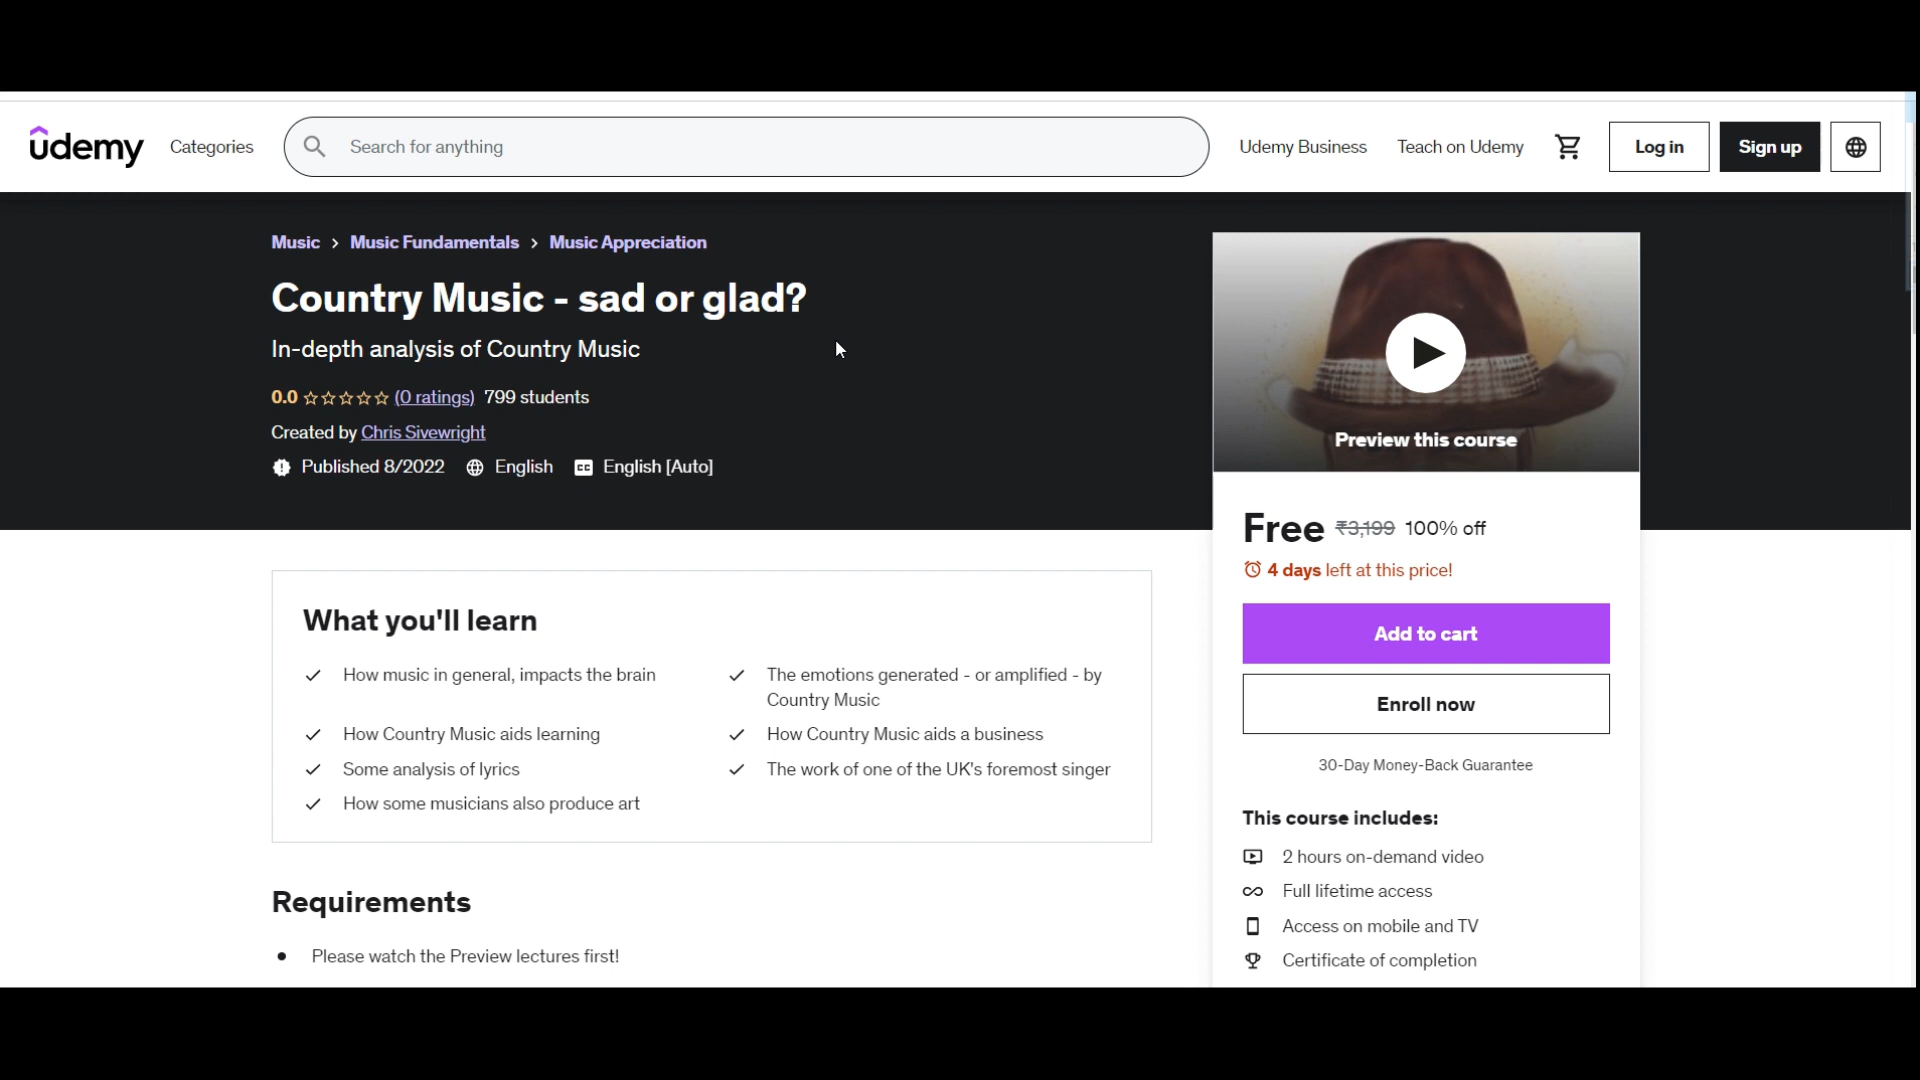 ûdemy
Categories
Search for anything
Udemy Business
Teach on Udemy
Log in
Sign up
Music > Music Fundamentals > Music Appreciation
Country Music - sad or glad?
In-depth analysis of Country Music
0.0 (0 ratings) 799 students
Created by Chris Sivewright
Published 8/2022 English CC English [Auto]
Preview this course
Free ₹3,199 100% off
4 days left at this price!
Add to cart
Enroll now
30-Day Money-Back Guarantee
This course includes:
2 hours on-demand video
Full lifetime access
Access on mobile and TV
Certificate of completion
What you'll learn
How music in general, impacts the brain
The emotions generated - or amplified - by
Country Music
How Country Music aids learning
How Country Music aids a business
Some analysis of lyrics
The work of one of the UK's foremost singer
How some musicians also produce art
Requirements
Please watch the Preview lectures first!